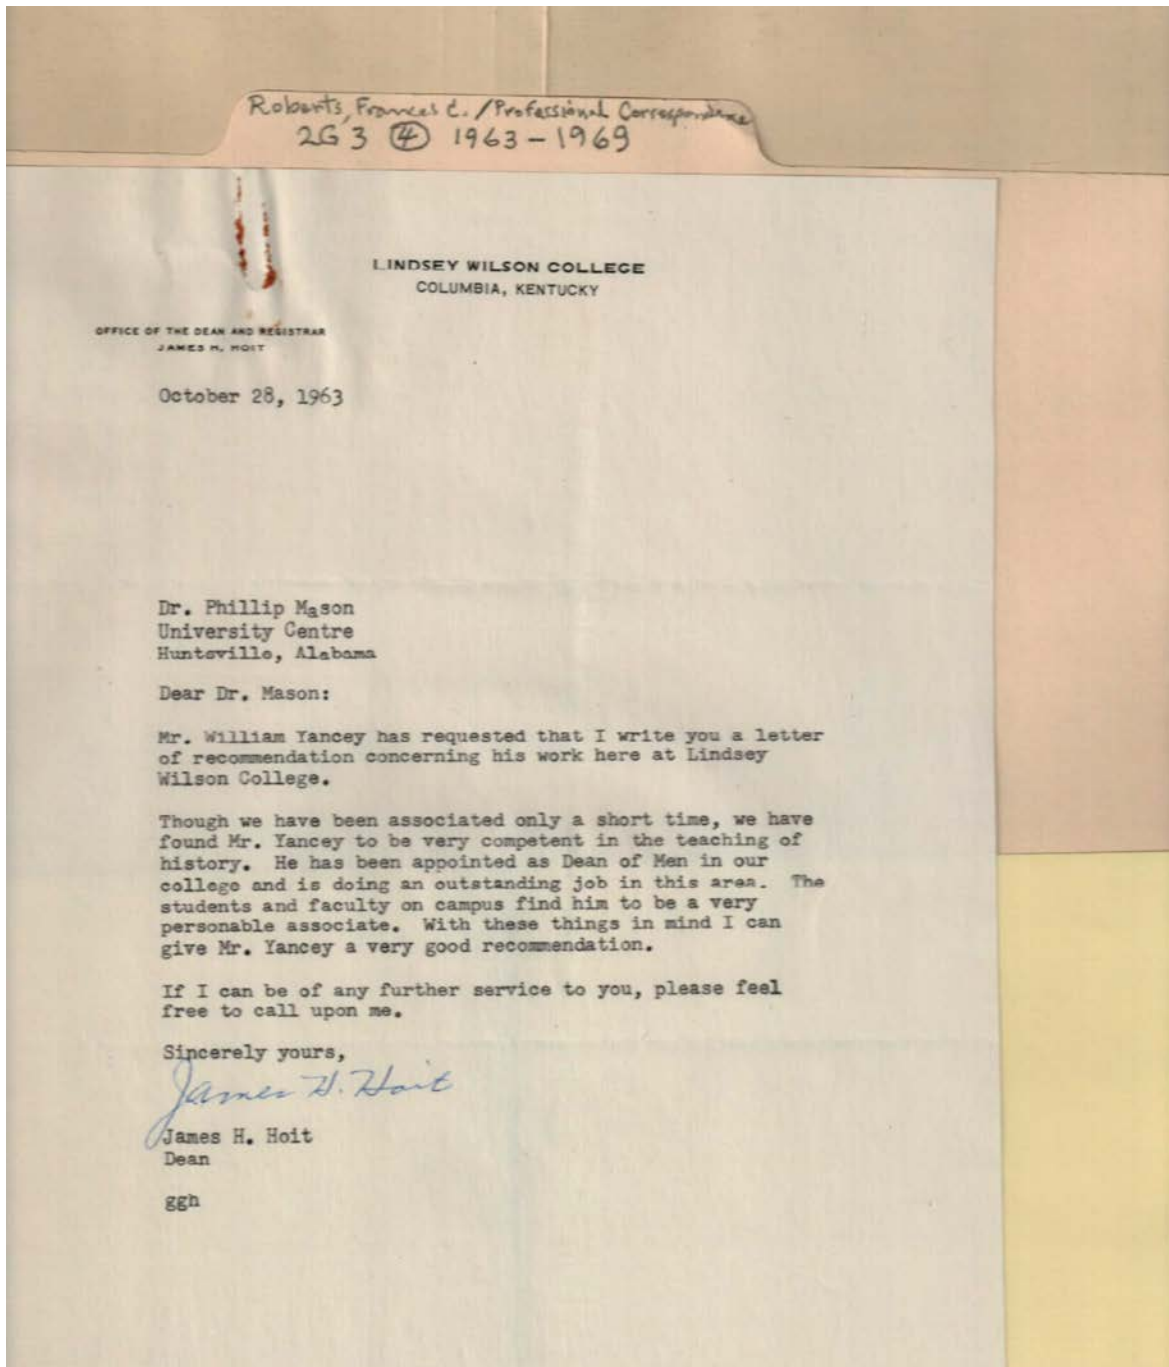 Roberts, Frances C. / Professional Correspondence
2G 3 ④ 1963-1969
LINDSEY WILSON COLLEGE
COLUMBIA, KENTUCKY
OFFICE OF THE DEAN AND REGISTRAR
JAMES H. HOIT
October 28, 1963
Dr. Phillip Mason
University Centre
Huntsville, Alabama
Dear Dr. Mason:
Mr. William Yancey has requested that I write you a letter
of recommendation concerning his work here at Lindsey
Wilson College.
Though we have been associated only a short time, we have
found Mr. Yancey to be very competent in the teaching of
history. He has been appointed as Dean of Men in our
college and is doing an outstanding job in this area. The
students and faculty on campus find him to be a very
personable associate. With these things in mind I can
give Mr. Yancey a very good recommendation.
If I can be of any further service to you, please feel
free to call upon me.
Sincerely yours,
James H. Hoit
James H. Hoit
Dean
ggh